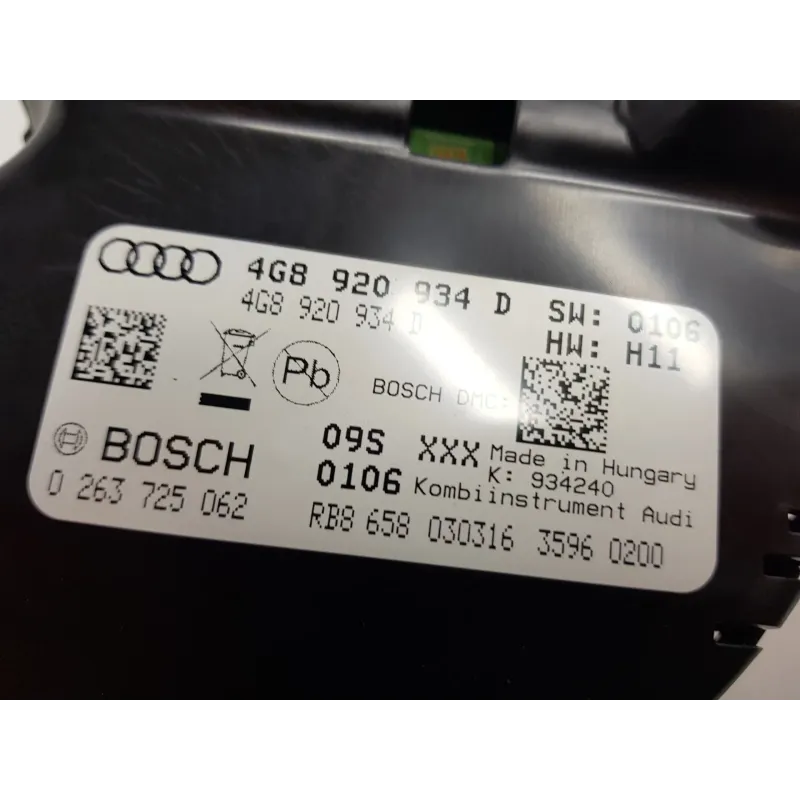 4G8 920 934 D SW: 0106
4G8 920 934 D HW: H11
Pb
BOSCH DMC:
BOSCH 09S XXX Made in Hungary
K: 934240
0 263 725 062 0106 Kombiinstrument Audi
RB8 658 030316 3596 0200